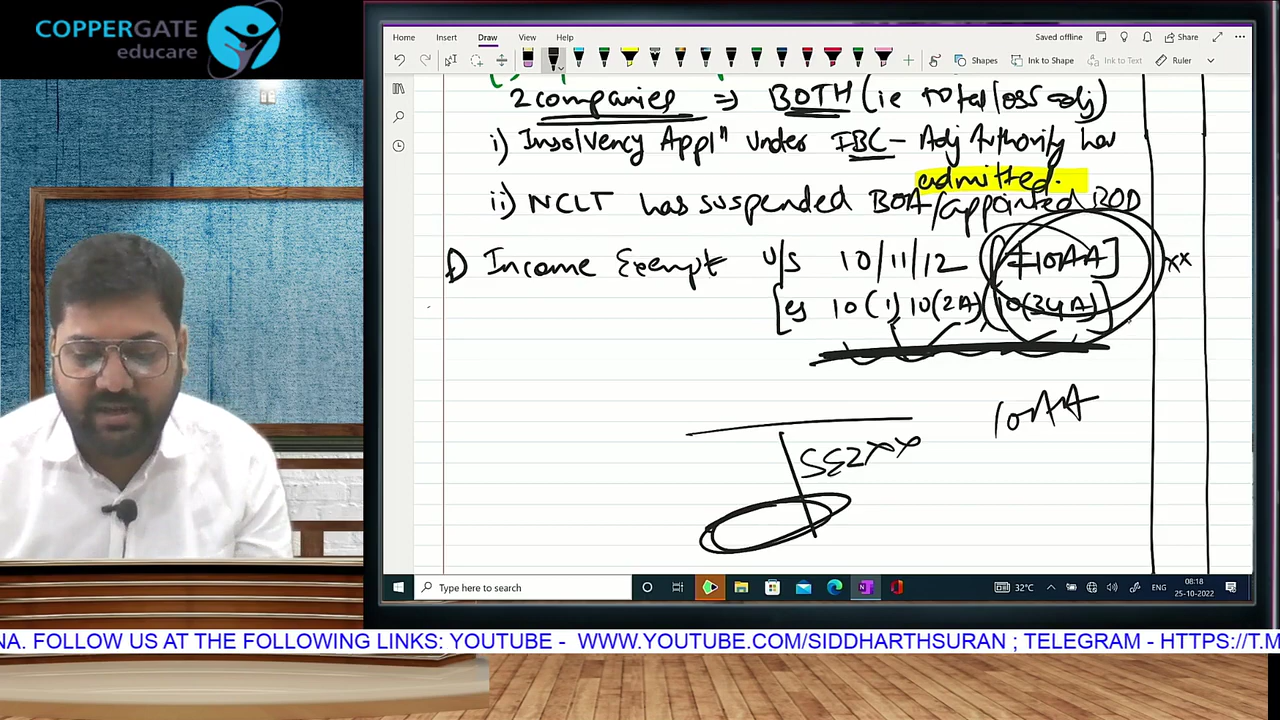 COPPERGATE
educare
Home Insert Draw View Help
Saved offline
Share
Shapes
Ink to Shape
Ink to Text
Ruler
2 companies ⇒ BOTH (ie total loss adj)
i) Insolvency Appln under IBC - Adj Authority has
admitted.
ii) NCLT has suspended BOA/appointed BOD
D) Income Exempt u/s 10/11/12 [≠10AA] xx
[eg 10(1) 10(2A) 10(34A)]
10AA
SEZ xx
Type here to search
32°C
ENG
08:18
25-10-2022
NA. FOLLOW US AT THE FOLLOWING LINKS: YOUTUBE - WWW.YOUTUBE.COM/SIDDHARTHSURAN ; TELEGRAM - HTTPS://T.M